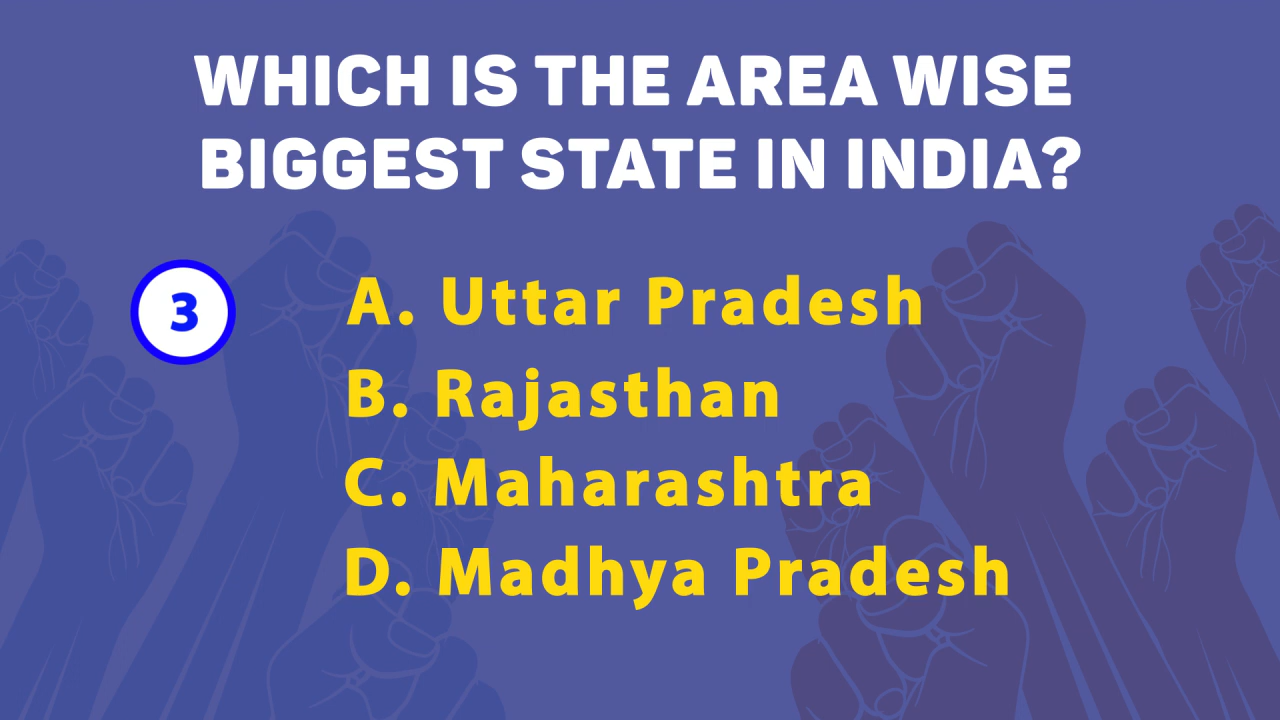 WHICH IS THE AREA WISE
BIGGEST STATE IN INDIA?
3
A. Uttar Pradesh
B. Rajasthan
C. Maharashtra
D. Madhya Pradesh